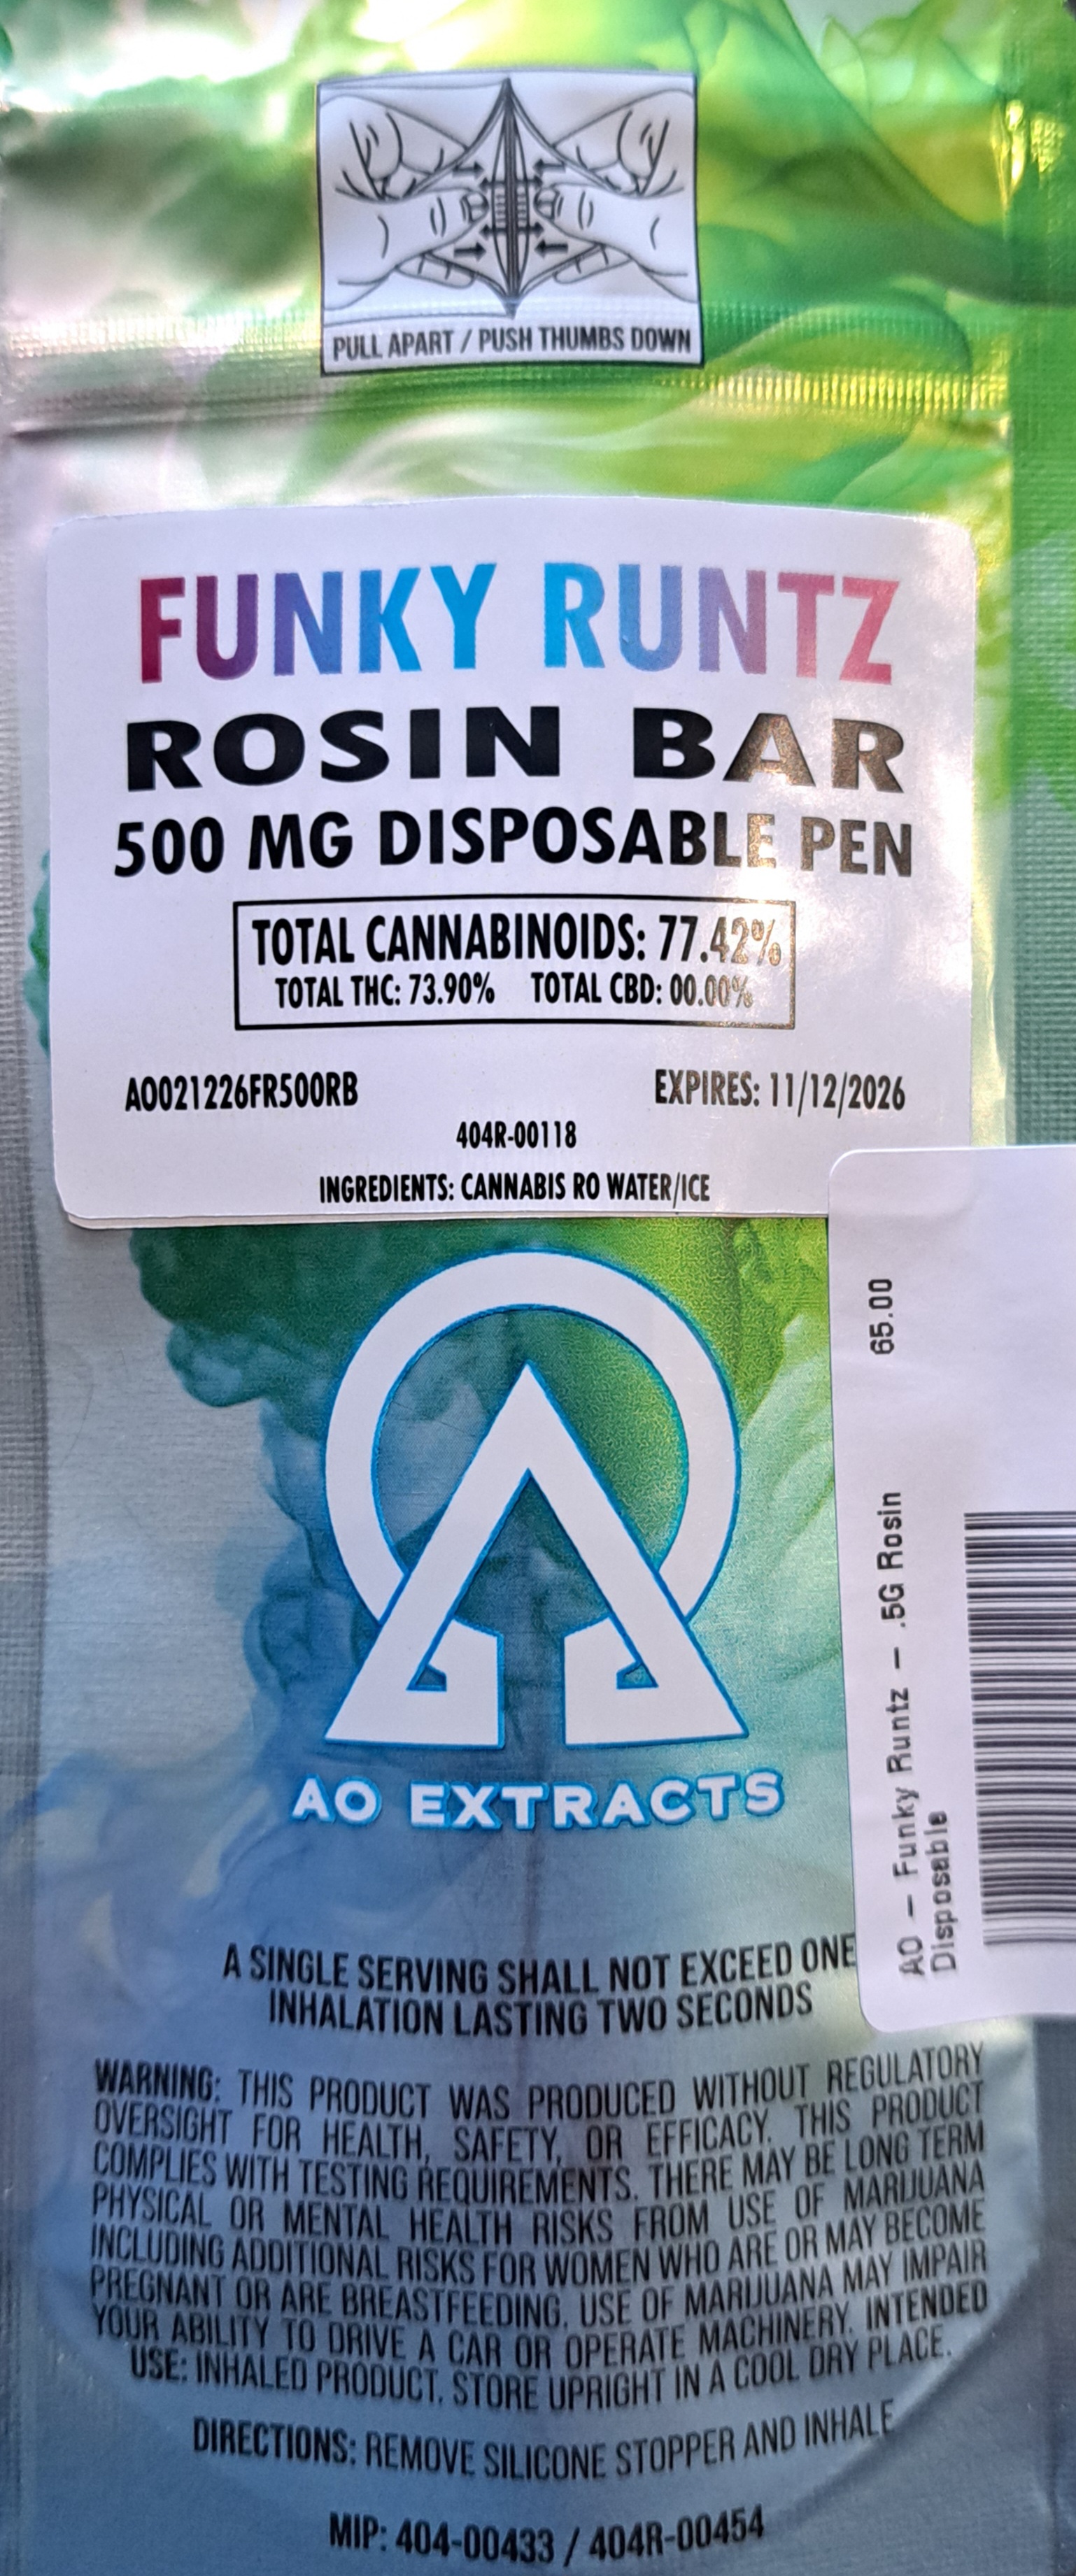 PULL APART / PUSH THUMBS DOWN
FUNKY RUNTZ
ROSIN BAR
500 MG DISPOSABLE PEN
TOTAL CANNABINOIDS: 77.42%
TOTAL THC: 73.90% TOTAL CBD: 00.00%
AO021226FR500RB EXPIRES: 11/12/2026
404R-00118
INGREDIENTS: CANNABIS RO WATER/ICE
65.00
AO - Funky Runtz - .5G Rosin
Disposable
AO EXTRACTS
A SINGLE SERVING SHALL NOT EXCEED ONE
INHALATION LASTING TWO SECONDS
WARNING: THIS PRODUCT WAS PRODUCED WITHOUT REGULATORY
OVERSIGHT FOR HEALTH, SAFETY, OR EFFICACY. THIS PRODUCT
COMPLIES WITH TESTING REQUIREMENTS. THERE MAY BE LONG TERM
PHYSICAL OR MENTAL HEALTH RISKS FROM USE OF MARIJUANA
INCLUDING ADDITIONAL RISKS FOR WOMEN WHO ARE OR MAY BECOME
PREGNANT OR ARE BREASTFEEDING. USE OF MARIJUANA MAY IMPAIR
YOUR ABILITY TO DRIVE A CAR OR OPERATE MACHINERY. INTENDED
USE: INHALED PRODUCT. STORE UPRIGHT IN A COOL DRY PLACE.
DIRECTIONS: REMOVE SILICONE STOPPER AND INHALE
MIP: 404-00433 / 404R-00454